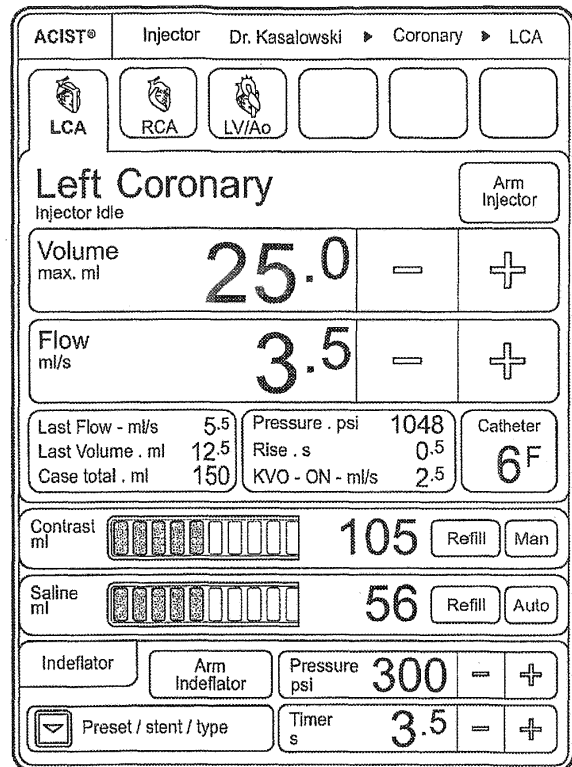 ACIST® Injector Dr. Kasalowski ▶ Coronary ▶ LCA
LCA RCA LV/Ao
Left Coronary
Injector Idle
Arm
Injector
Volume
max. ml
25.0 − +
Flow
ml/s
3.5 − +
Last Flow - ml/s 5.5
Last Volume . ml 12.5
Case total . ml 150
Pressure . psi 1048
Rise . s 0.5
KVO - ON - ml/s 2.5
Catheter
6F
Contrast
ml
105 Refill Man
Saline
ml
56 Refill Auto
Indeflator
Arm
Indeflator
Pressure
psi
300 − +
Preset / stent / type
Timer
s
3.5 − +